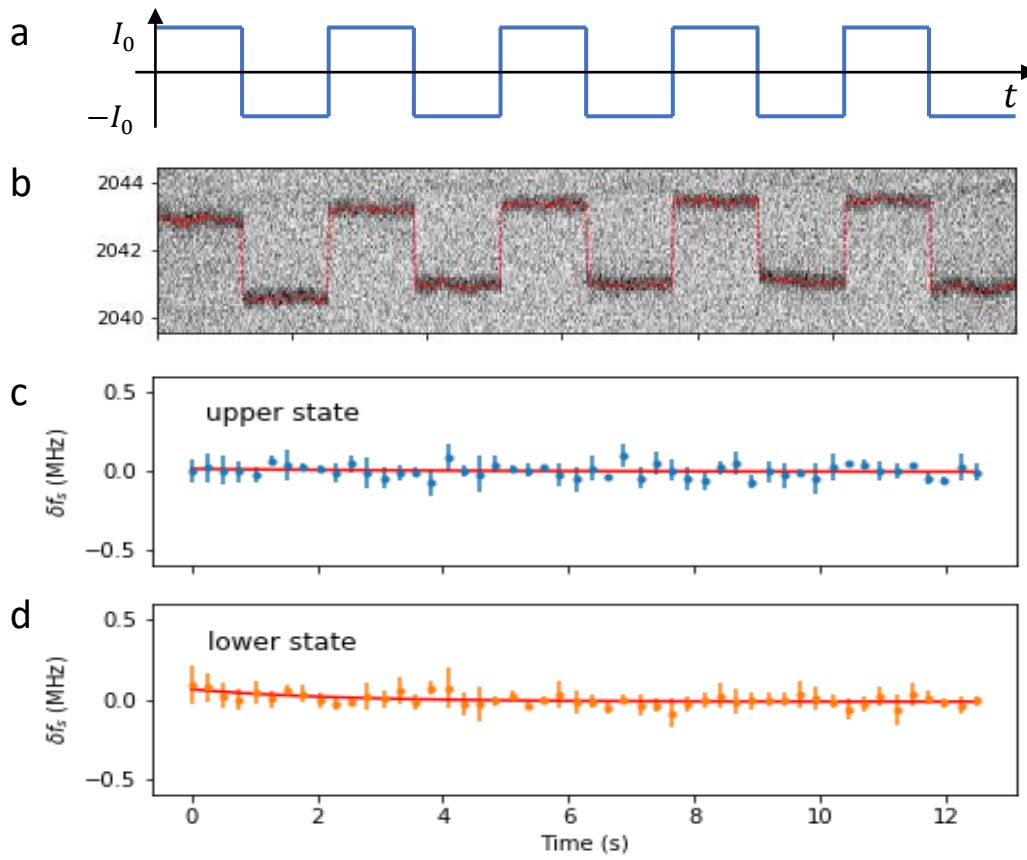 a
I₀
−I₀
t
b
2044
2042
2040
c
0.5
0.0
−0.5
δfₛ (MHz)
upper state
d
0.5
0.0
−0.5
δfₛ (MHz)
lower state
0 2 4 6 8 10 12
Time (s)